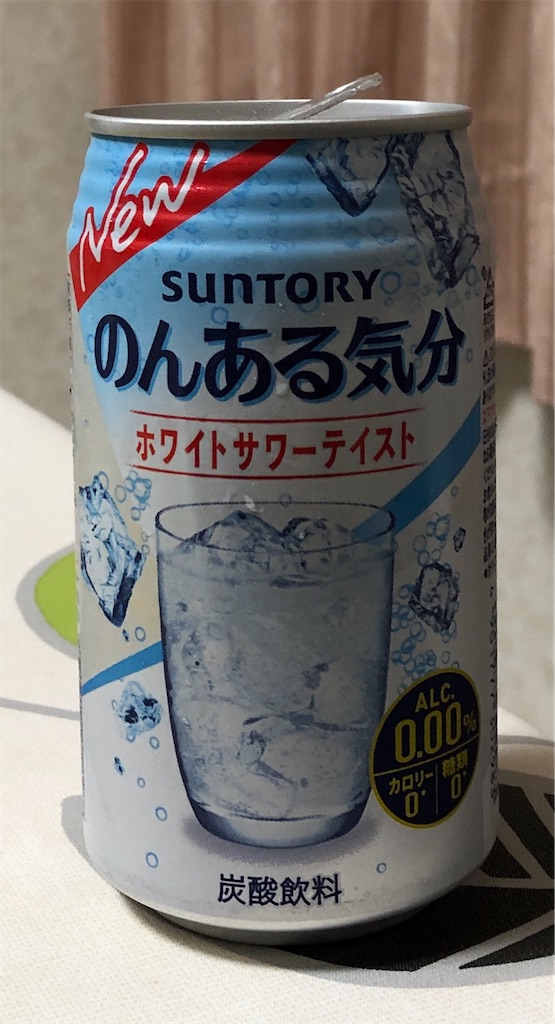 New
SUNTORY
のんある気分
ホワイトサワーテイスト
ALC.
0.00%
カロリー 糖類
0* 0*
炭酸飲料